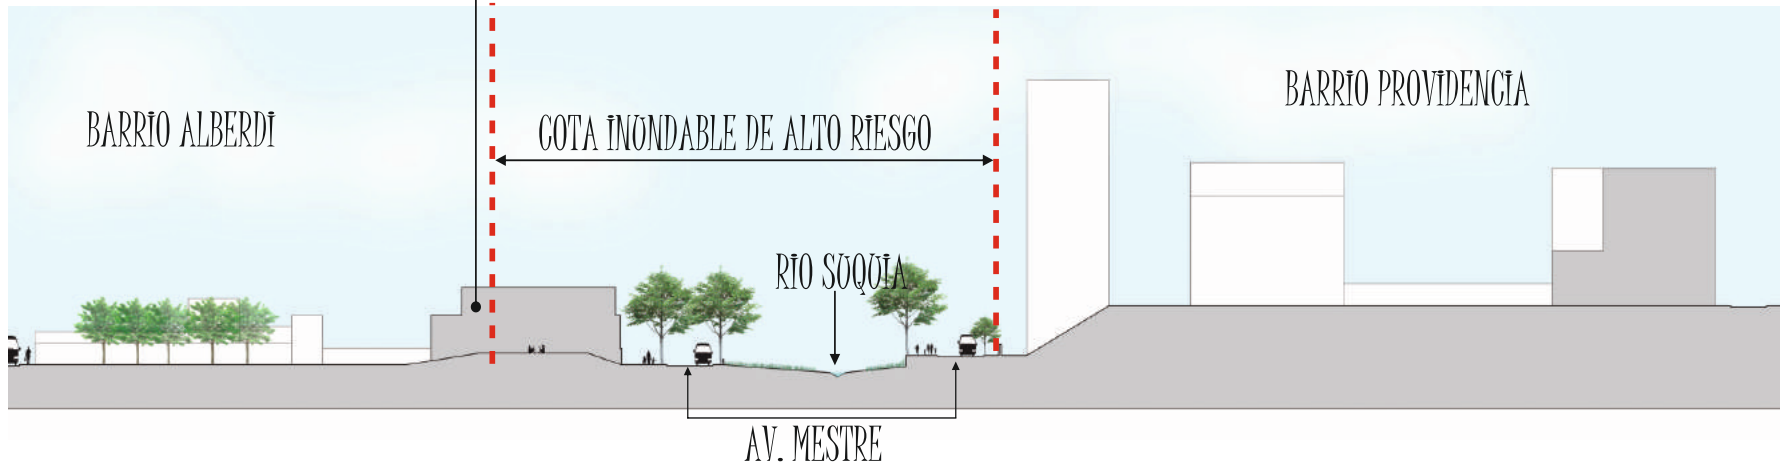 BARRIO PROVIDENCIA
BARRIO ALBERDI
COTA INUNDABLE DE ALTO RIESGO
RIO SUQUIA
AV. MESTRE